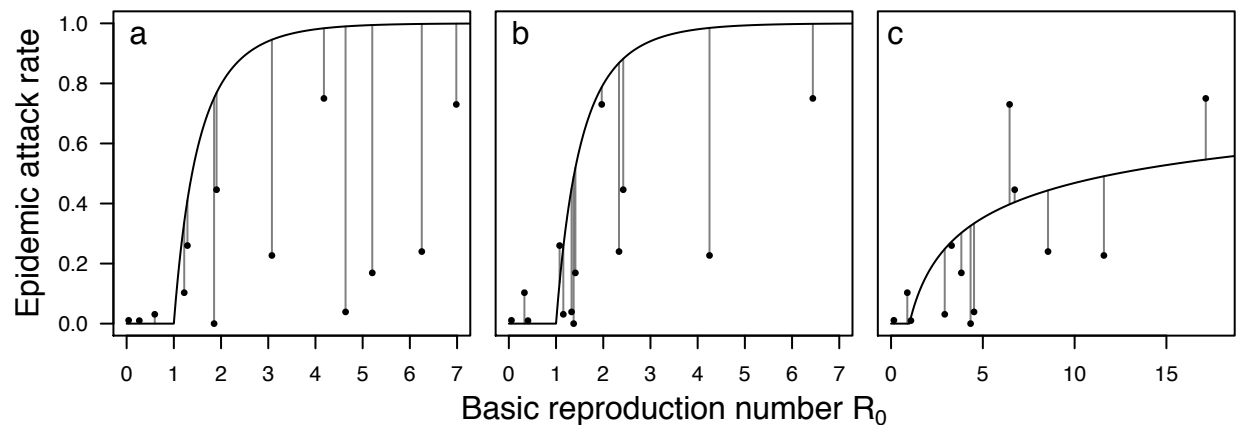 a b c
Epidemic attack rate
1.0
0.8
0.6
0.4
0.2
0.0
0 1 2 3 4 5 6 7
0 1 2 3 4 5 6 7
0 5 10 15
Basic reproduction number R₀